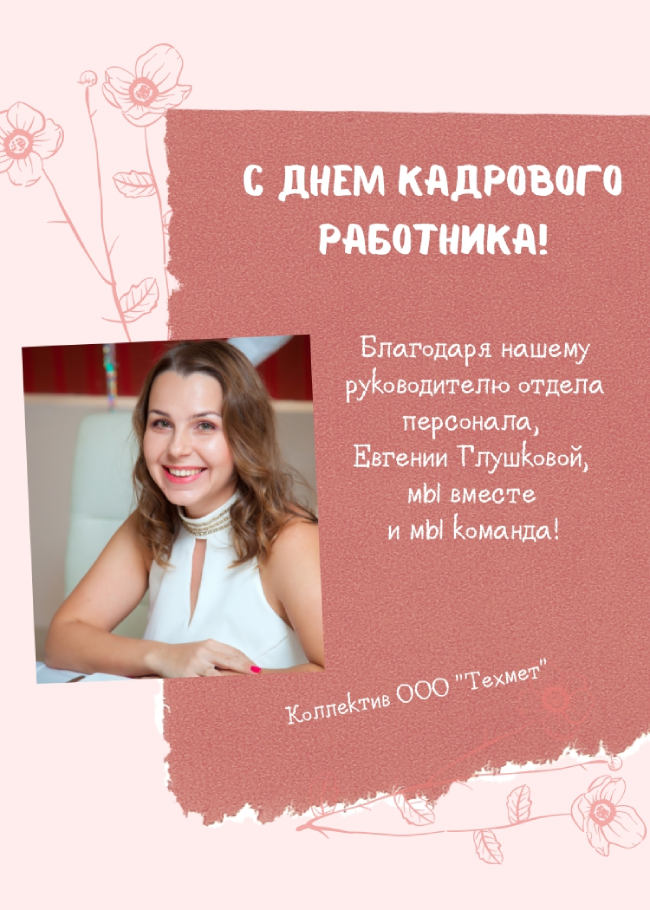 С ДНЕМ КАДРОВОГО
РАБОТНИКА!
Благодаря нашему
руководителю отдела
персонала,
Евгении Глушковой,
мы вместе
и мы команда!
Коллектив ООО "Техмет"